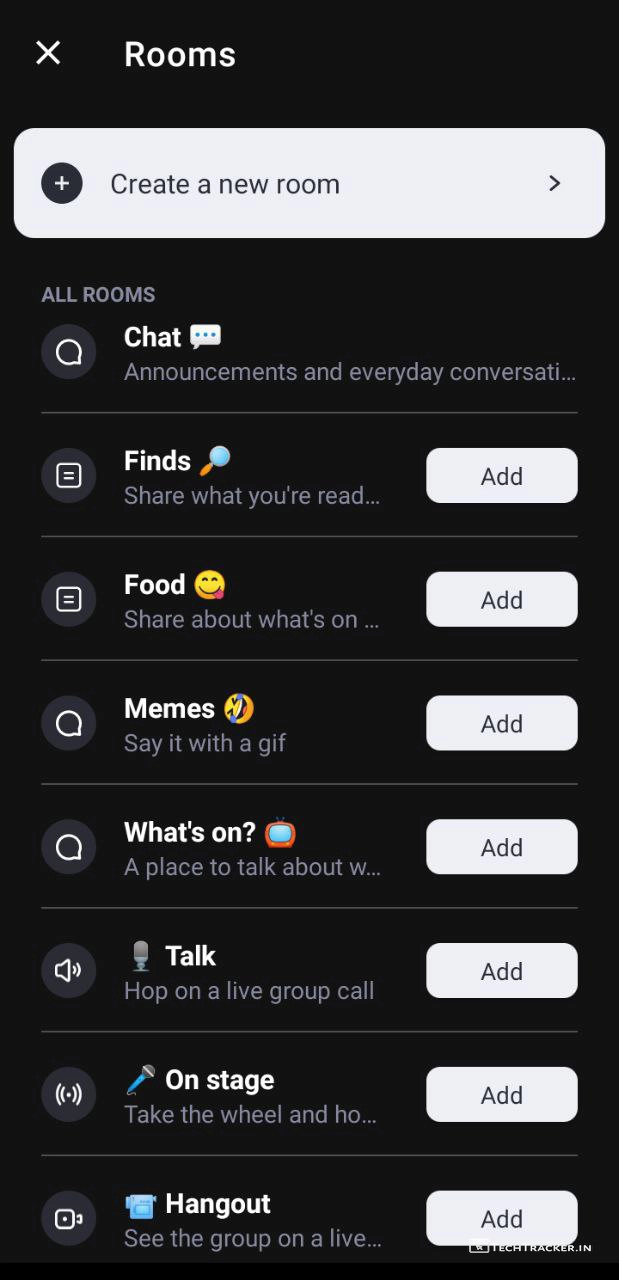 Rooms
Create a new room
ALL ROOMS
Chat 💬
Announcements and everyday conversati...
Finds 🔎
Share what you're read...
Add
Food 😋
Share about what's on ...
Add
Memes 🤣
Say it with a gif
Add
What's on? 📺
A place to talk about w...
Add
🎙️ Talk
Hop on a live group call
Add
🎤 On stage
Take the wheel and ho...
Add
📹 Hangout
See the group on a live...
Add
TECHTRACKER.IN